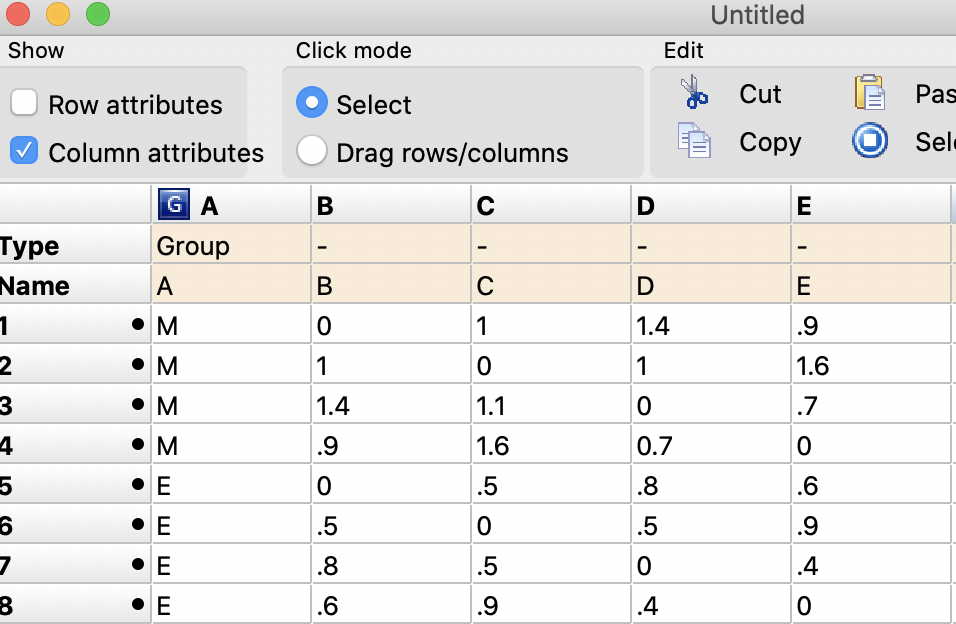 Untitled
Show Click mode Edit
Row attributes Select Cut Pas
Column attributes Drag rows/columns Copy Sel
G A B C D E
Type Group - - - -
Name A B C D E
1 M 0 1 1.4 .9
2 M 1 0 1 1.6
3 M 1.4 1.1 0 .7
4 M .9 1.6 0.7 0
5 E 0 .5 .8 .6
6 E .5 0 .5 .9
7 E .8 .5 0 .4
8 E .6 .9 .4 0